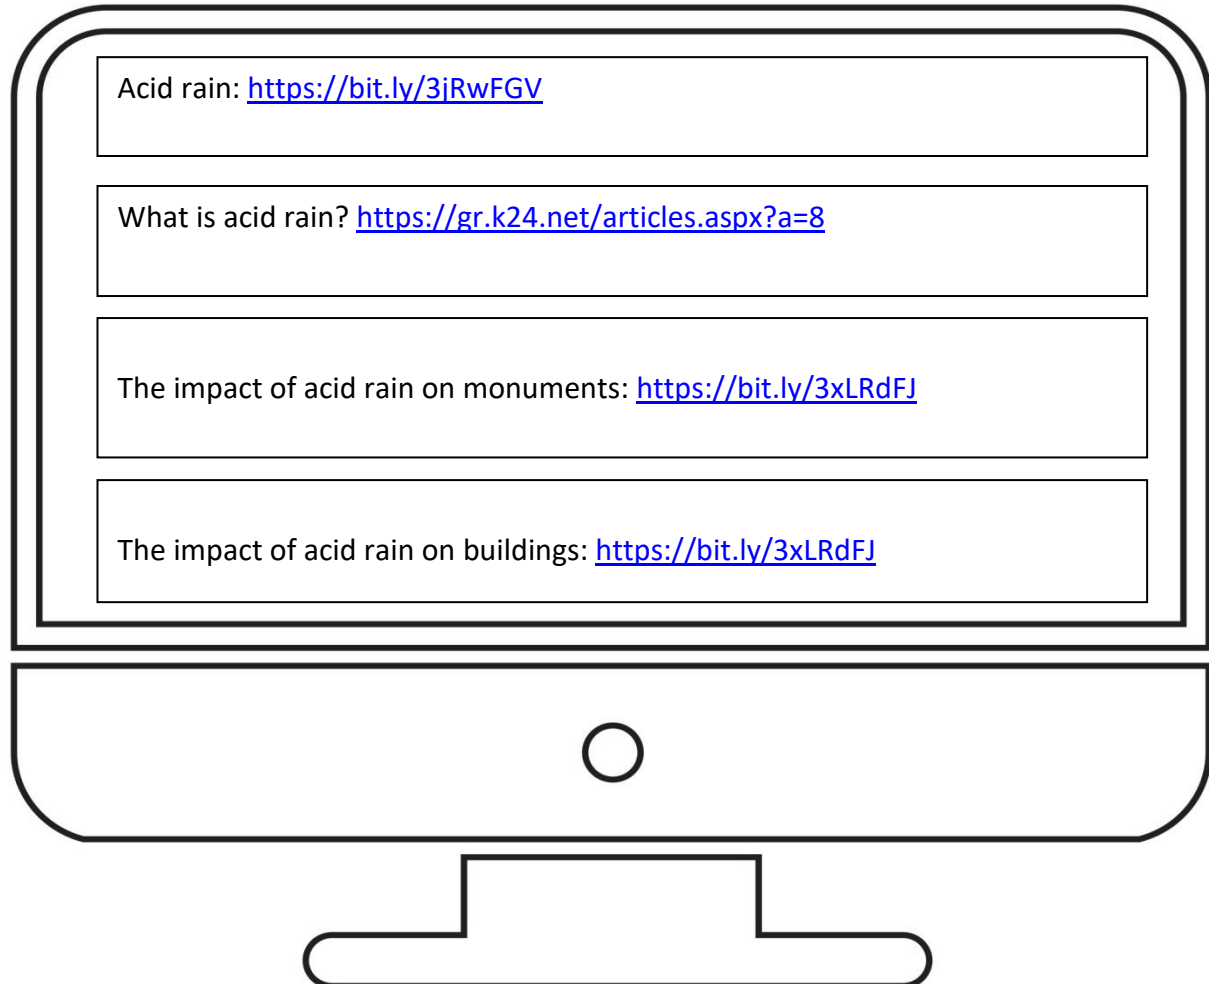 Acid rain: https://bit.ly/3jRwFGV
What is acid rain? https://gr.k24.net/articles.aspx?a=8
The impact of acid rain on monuments: https://bit.ly/3xLRdFJ
The impact of acid rain on buildings: https://bit.ly/3xLRdFJ